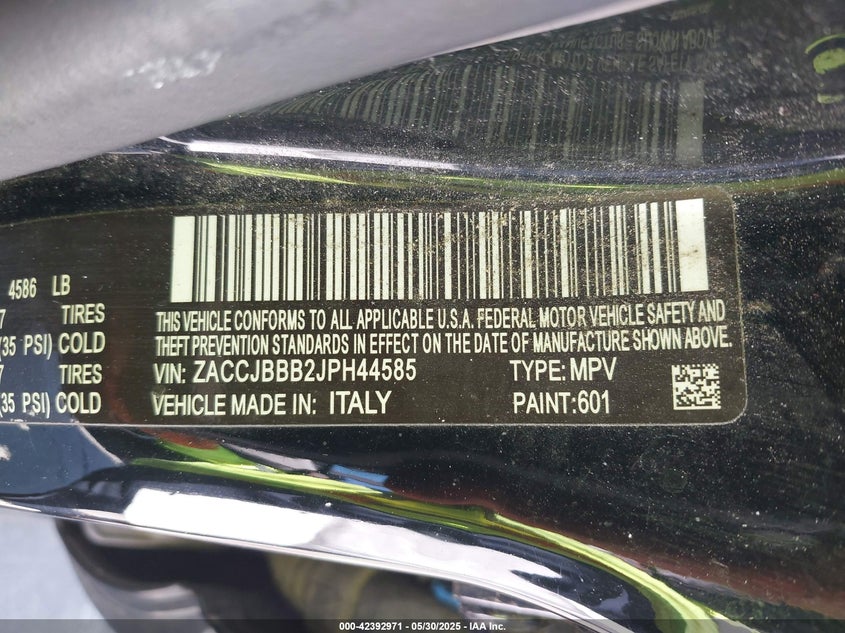 4586 LB
7 TIRES
(35 PSI) COLD
7 TIRES
(35 PSI) COLD
THIS VEHICLE CONFORMS TO ALL APPLICABLE U.S.A. FEDERAL MOTOR VEHICLE SAFETY AND
THEFT PREVENTION STANDARDS IN EFFECT ON THE DATE OF MANUFACTURE SHOWN ABOVE.
VIN: ZACCJBBB2JPH44585 TYPE: MPV
VEHICLE MADE IN: ITALY PAINT:601
000-42392971 - 05/30/2025 - IAA Inc.